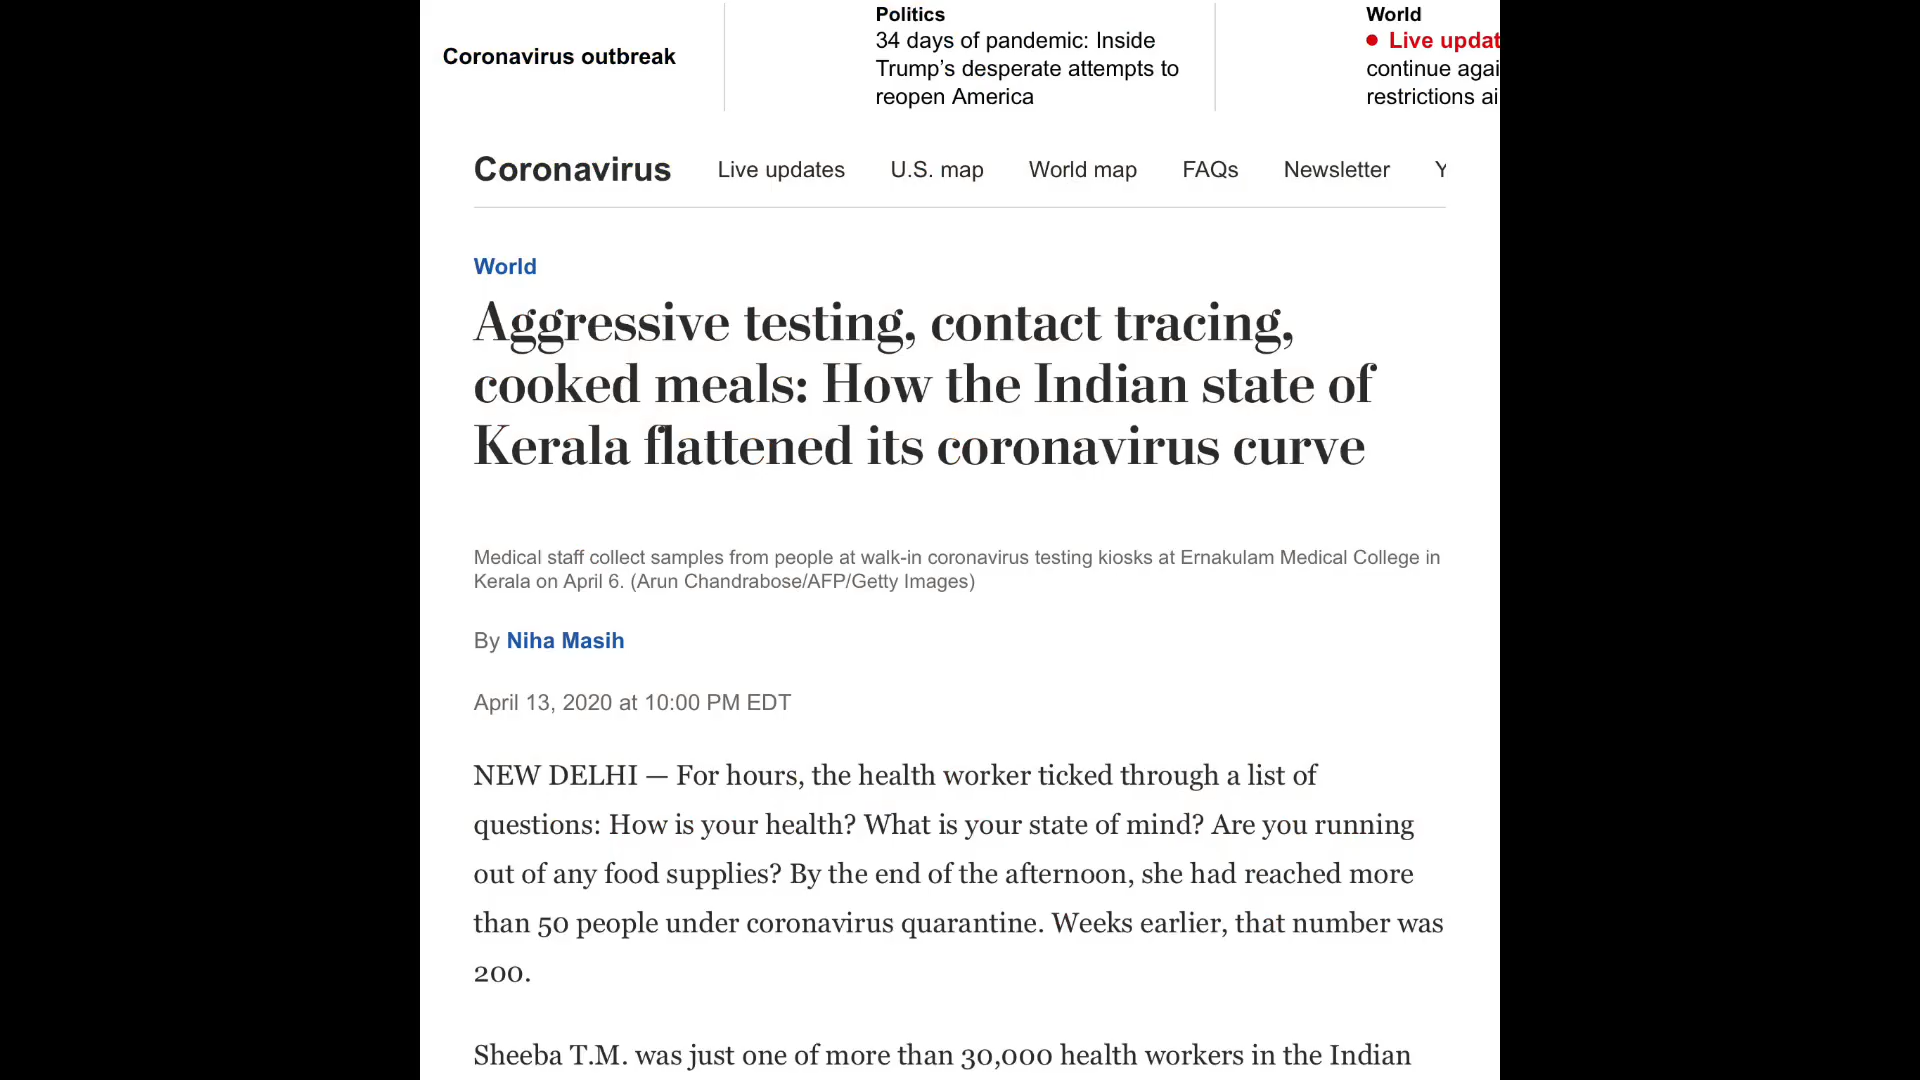 Coronavirus outbreak
Politics
34 days of pandemic: Inside
Trump’s desperate attempts to
reopen America
World
Live updat
continue agai
restrictions ai
Coronavirus Live updates U.S. map World map FAQs Newsletter Y
World
Aggressive testing, contact tracing,
cooked meals: How the Indian state of
Kerala flattened its coronavirus curve
Medical staff collect samples from people at walk-in coronavirus testing kiosks at Ernakulam Medical College in
Kerala on April 6. (Arun Chandrabose/AFP/Getty Images)
By Niha Masih
April 13, 2020 at 10:00 PM EDT
NEW DELHI — For hours, the health worker ticked through a list of
questions: How is your health? What is your state of mind? Are you running
out of any food supplies? By the end of the afternoon, she had reached more
than 50 people under coronavirus quarantine. Weeks earlier, that number was
200.
Sheeba T.M. was just one of more than 30,000 health workers in the Indian